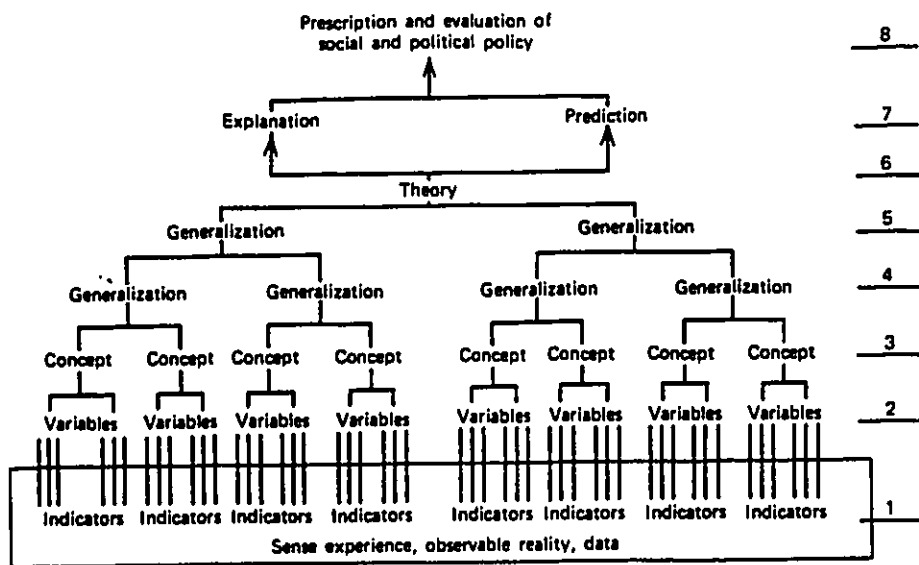 Prescription and evaluation of
social and political policy
8
Explanation
Prediction
7
6
Theory
Generalization
Generalization
5
Generalization
Generalization
Generalization
Generalization
4
Concept
Concept
Concept
Concept
Concept
Concept
Concept
Concept
3
Variables
Variables
Variables
Variables
Variables
Variables
Variables
Variables
2
Indicators
Indicators
Indicators
Indicators
Indicators
Indicators
Indicators
Indicators
1
Sense experience, observable reality, data